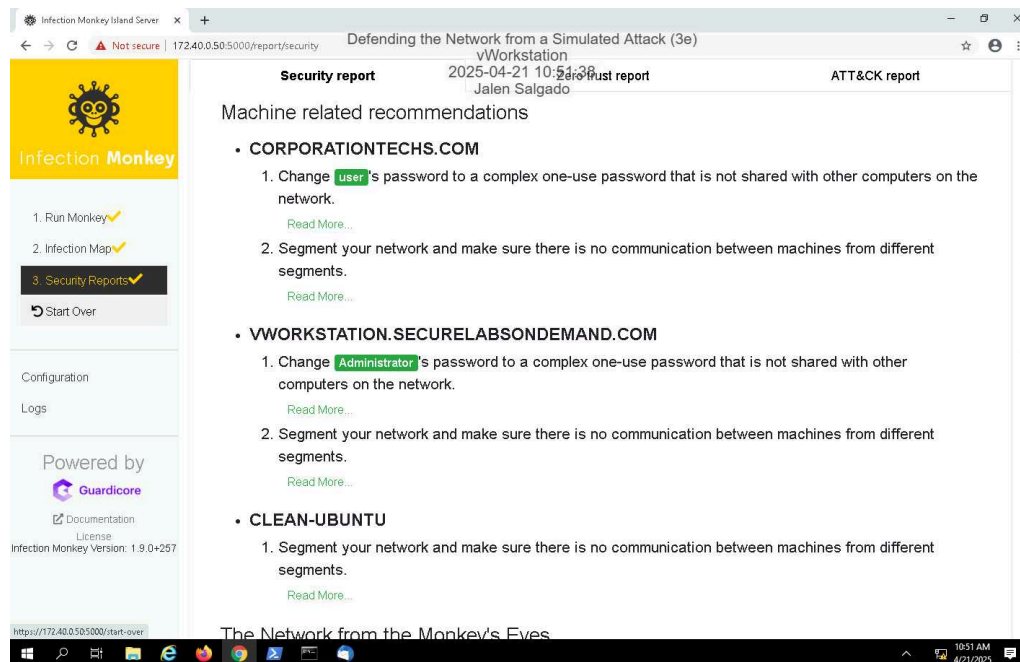 Infection Monkey Island Server
Not secure
172.40.0.50:5000/report/security
Defending the Network from a Simulated Attack (3e)
vWorkstation
2025-04-21 10:51:38
Jalen Salgado
Security report
Zero trust report
ATT&CK report
Infection Monkey
1. Run Monkey
2. Infection Map
3. Security Reports
Start Over
Configuration
Logs
Powered by
Guardicore
Documentation
License
Infection Monkey Version: 1.9.0+257
https://172.40.0.50:5000/start-over
Machine related recommendations
• CORPORATIONTECHS.COM
1. Change user's password to a complex one-use password that is not shared with other computers on the
network.
Read More...
2. Segment your network and make sure there is no communication between machines from different
segments.
Read More...
• VWORKSTATION.SECURELABSONDEMAND.COM
1. Change Administrator's password to a complex one-use password that is not shared with other
computers on the network.
Read More...
2. Segment your network and make sure there is no communication between machines from different
segments.
Read More...
• CLEAN-UBUNTU
1. Segment your network and make sure there is no communication between machines from different
segments.
Read More...
The Network from the Monkey's Eyes
10:51 AM
4/21/2025